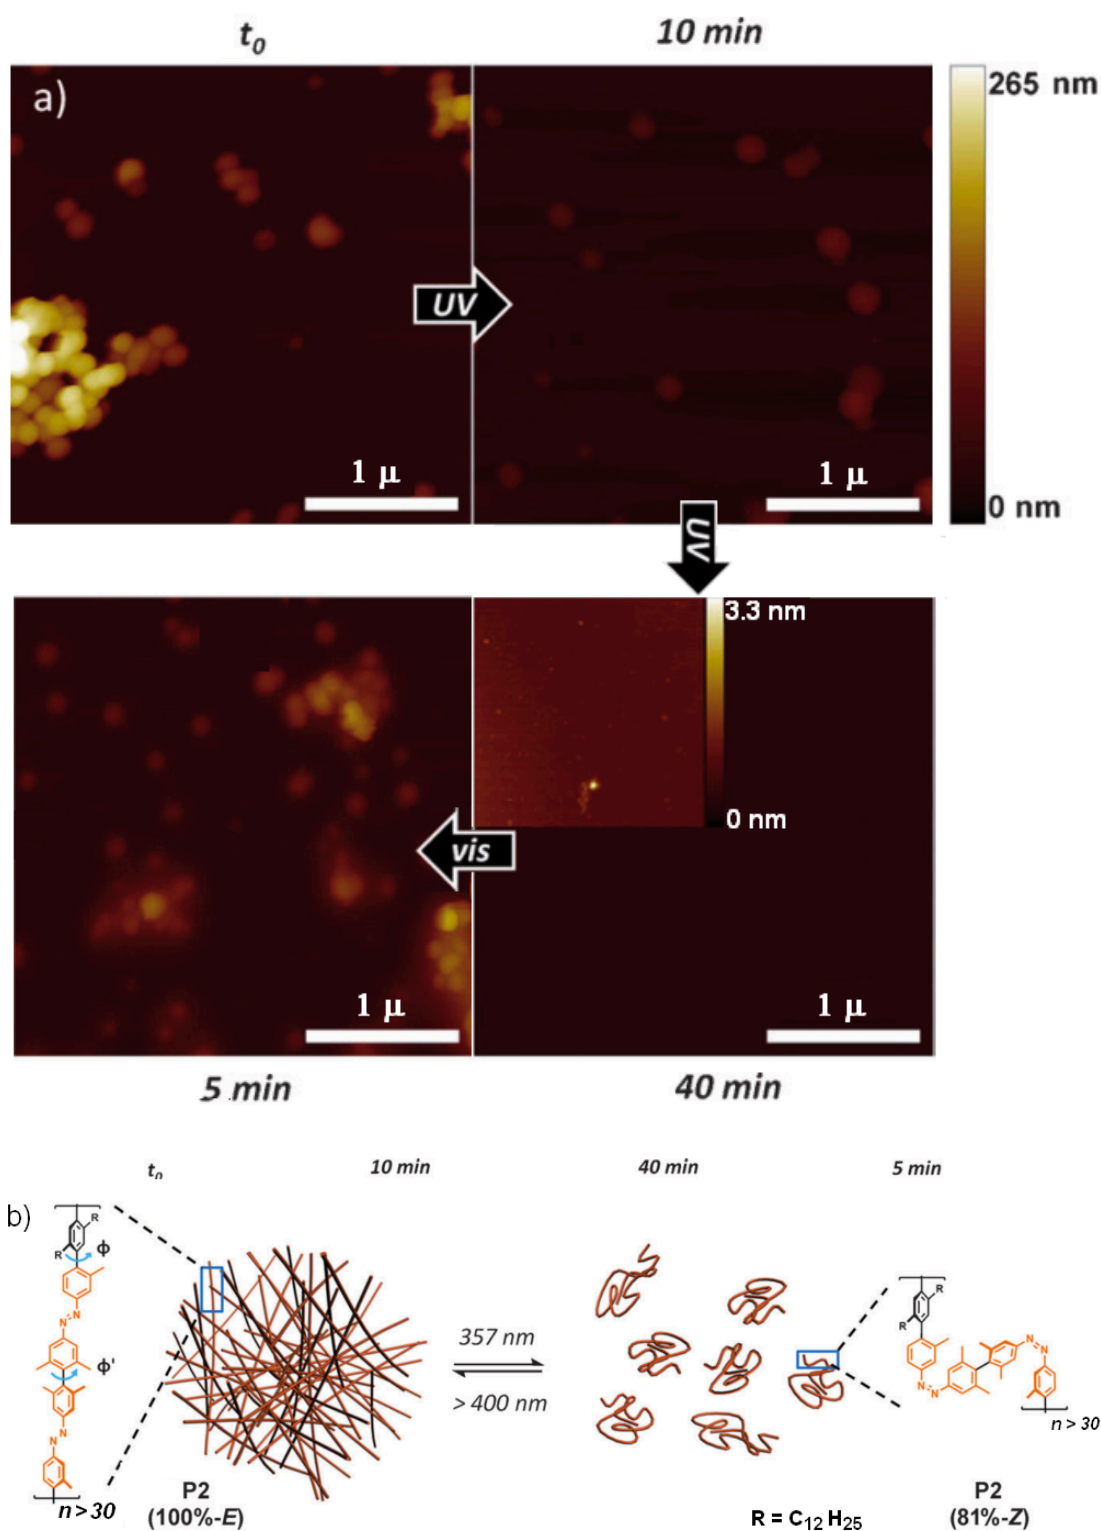 t₀
10 min
a)
265 nm
UV
1 μ
1 μ
0 nm
UV
3.3 nm
0 nm
vis
1 μ
1 μ
5 min
40 min
t₀
10 min
40 min
5 min
b)
R
R
ϕ
N
N
ϕ'
N
N
n > 30
P2
(100%-E)
357 nm
> 400 nm
R
R
N
N
N
N
n > 30
P2
(81%-Z)
R = C₁₂ H₂₅